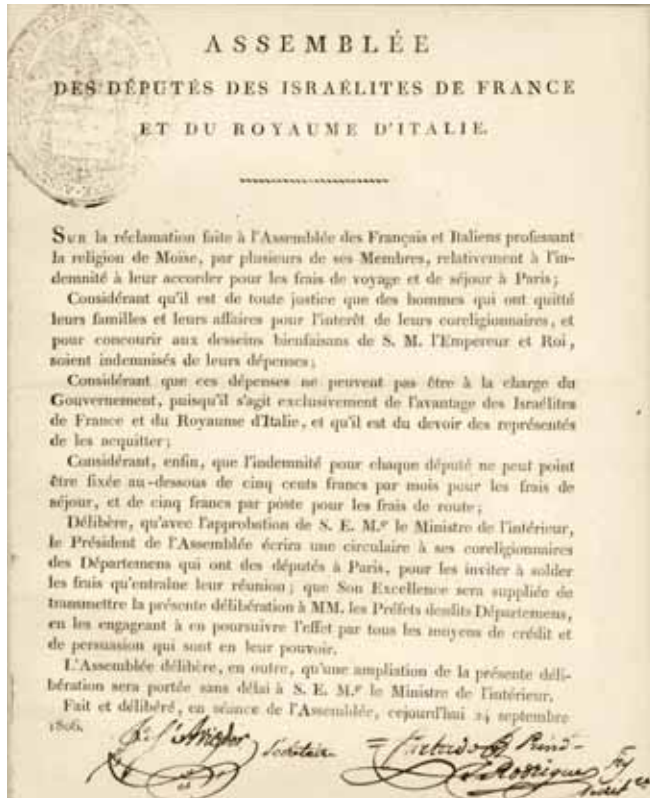 ASSEMBLÉE
DES DÉPUTÉS DES ISRAÉLITES DE FRANCE
ET DU ROYAUME D'ITALIE.
SUR la réclamation faite à l'Assemblée des Français et Italiens professant
la religion de Moïse, par plusieurs de ses Membres, relativement à l'in-
demnité à leur accorder pour les frais de voyage et de séjour à Paris;
Considérant qu'il est de toute justice que des hommes qui ont quitté
leurs familles et leurs affaires pour l'interêt de leurs coreligionnaires, et
pour concourir aux desseins bienfaisans de S. M. l'Empereur et Roi,
soient indemnisés de leurs dépenses;
Considérant que ces dépenses ne peuvent pas être à la charge du
Gouvernement, puisqu'il s'agit exclusivement de l'avantage des Israélites
de France et du Royaume d'Italie, et qu'il est du devoir des représentés
de les acquitter;
Considérant, enfin, que l'indemnité pour chaque député ne peut point
être fixée au-dessous de cinq cents francs par mois pour les frais de
séjour, et de cinq francs par poste pour les frais de route;
Délibère, qu'avec l'approbation de S. E. M.gr le Ministre de l'intérieur,
le Président de l'Assemblée écrira une circulaire à ses coreligionnaires
des Départemens qui ont des députés à Paris, pour les inviter à solder
les frais qu'entraîne leur réunion; que Son Excellence sera suppliée de
transmettre la présente délibération à MM. les Préfets desdits Départemens,
en les engageant à en poursuivre l'effet par tous les moyens de crédit et
de persuasion qui sont en leur pouvoir.
L'Assemblée délibère, en outre, qu'une ampliation de la présente déli-
bération sera portée sans délai à S. E. M.gr le Ministre de l'intérieur.
Fait et délibéré, en séance de l'Assemblée, cejourd'hui 24 septembre
1806.
Avigdor Secrétaire Furtado
Rodrigues